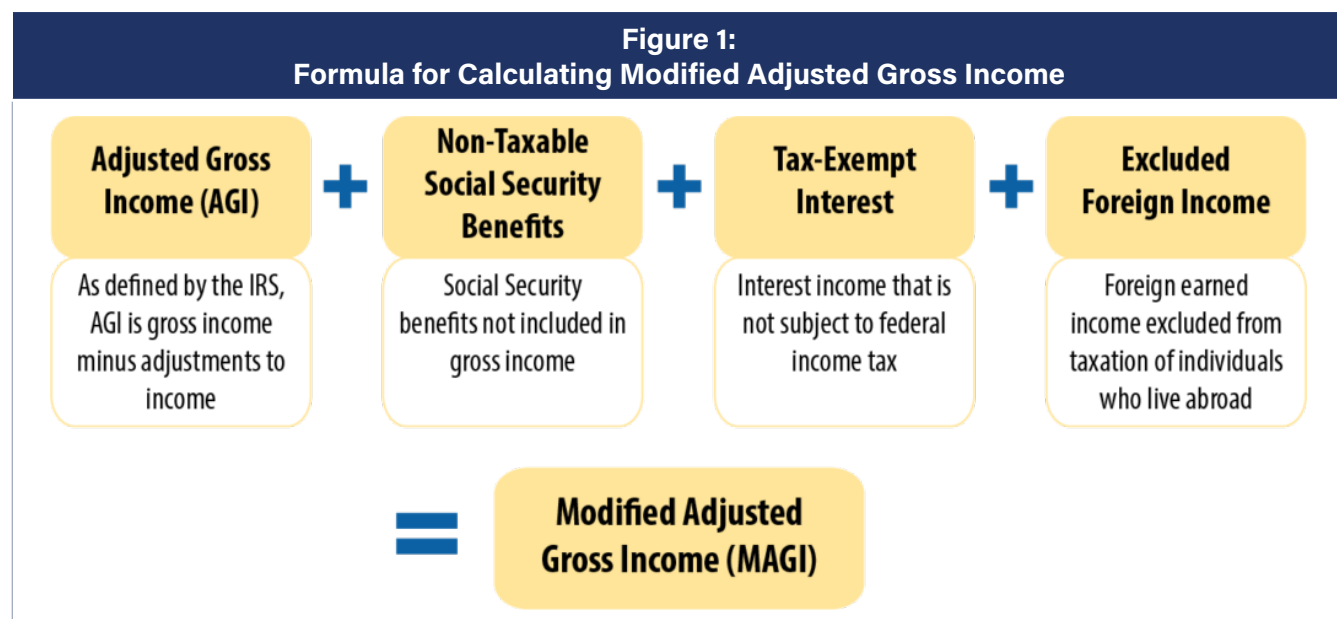 Figure 1:
Formula for Calculating Modified Adjusted Gross Income
Adjusted Gross
Income (AGI)
+
Non-Taxable
Social Security
Benefits
+
Tax-Exempt
Interest
+
Excluded
Foreign Income
As defined by the IRS,
AGI is gross income
minus adjustments to
income
Social Security
benefits not included in
gross income
Interest income that is
not subject to federal
income tax
Foreign earned
income excluded from
taxation of individuals
who live abroad
=
Modified Adjusted
Gross Income (MAGI)